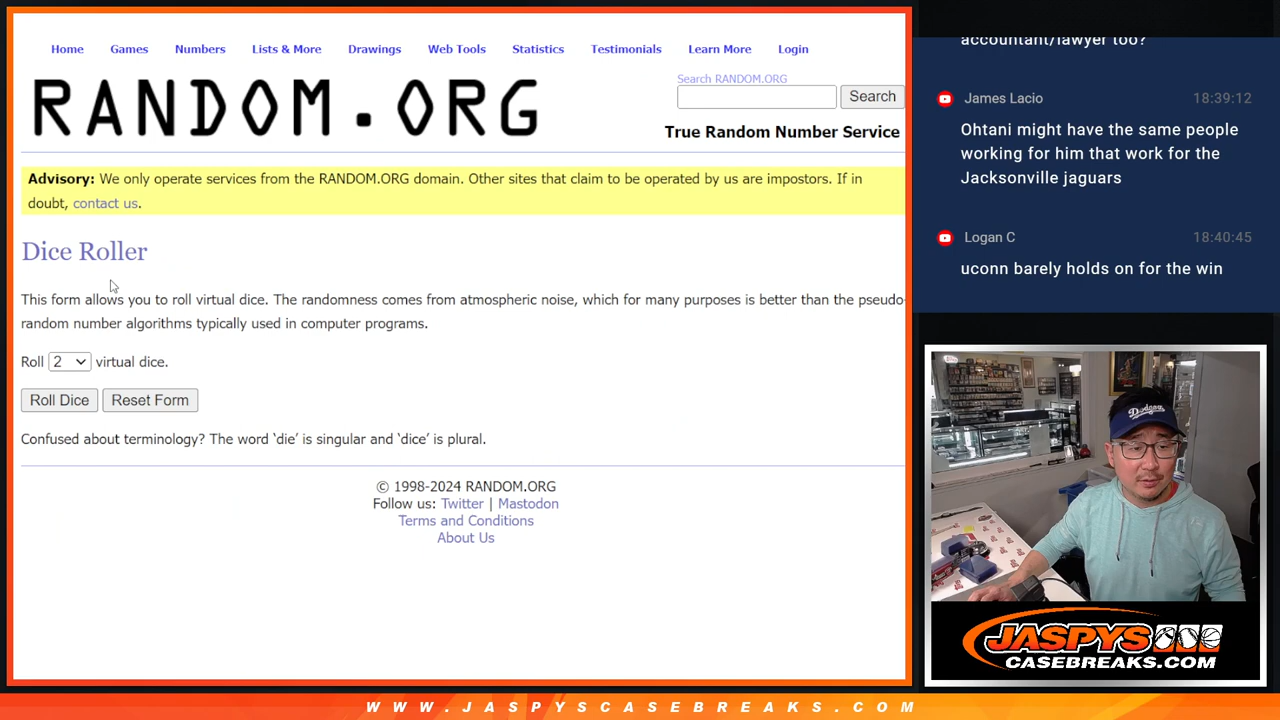 Home Games Numbers Lists & More Drawings Web Tools Statistics Testimonials Learn More Login
RANDOM.ORG
Search RANDOM.ORG
Search
True Random Number Service
Advisory: We only operate services from the RANDOM.ORG domain. Other sites that claim to be operated by us are impostors. If in
doubt, contact us.
Dice Roller
This form allows you to roll virtual dice. The randomness comes from atmospheric noise, which for many purposes is better than the pseudo-
random number algorithms typically used in computer programs.
Roll 2 virtual dice.
Roll Dice Reset Form
Confused about terminology? The word ‘die’ is singular and ‘dice’ is plural.
© 1998-2024 RANDOM.ORG
Follow us: Twitter | Mastodon
Terms and Conditions
About Us
accountant/lawyer too?
James Lacio 18:39:12
Ohtani might have the same people
working for him that work for the
Jacksonville jaguars
Logan C 18:40:45
uconn barely holds on for the win
Dodgers
JASPYS
CASEBREAKS.COM
WWW.JASPYSCASEBREAKS.COM